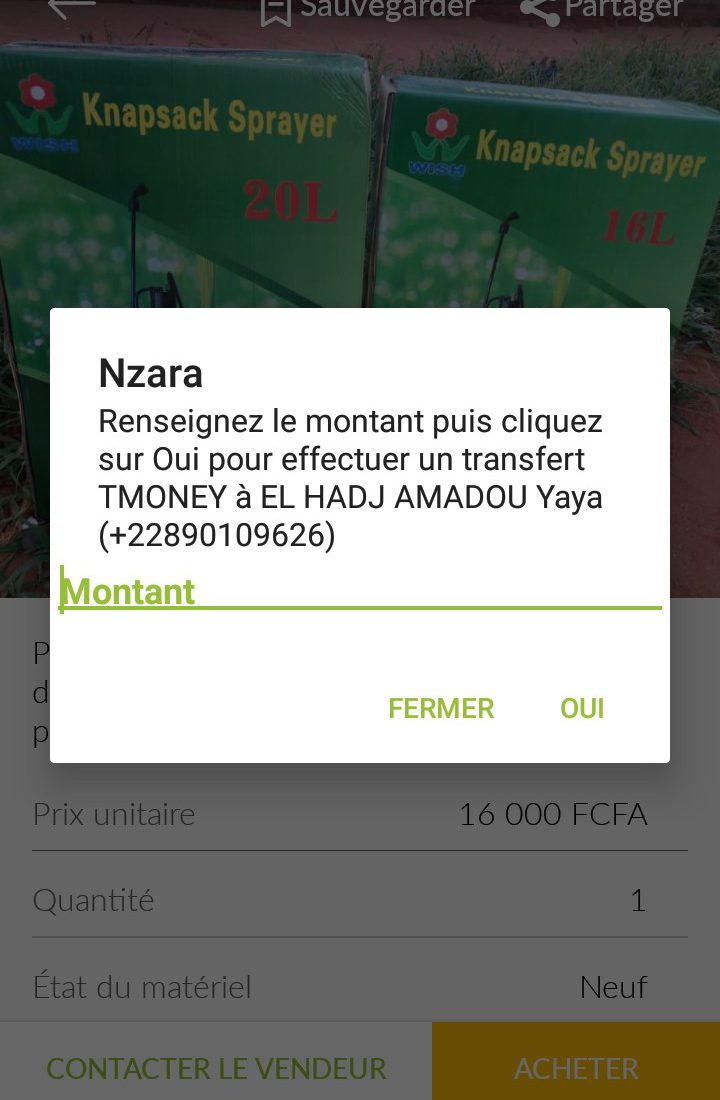 Sauvegarder Partager
Knapsack Sprayer
WISH
20L
Knapsack Sprayer
WISH
16L
Nzara
Renseignez le montant puis cliquez
sur Oui pour effectuer un transfert
TMONEY à EL HADJ AMADOU Yaya
(+22890109626)
Montant
FERMER OUI
P
d
p
Prix unitaire 16 000 FCFA
Quantité 1
État du matériel Neuf
CONTACTER LE VENDEUR ACHETER